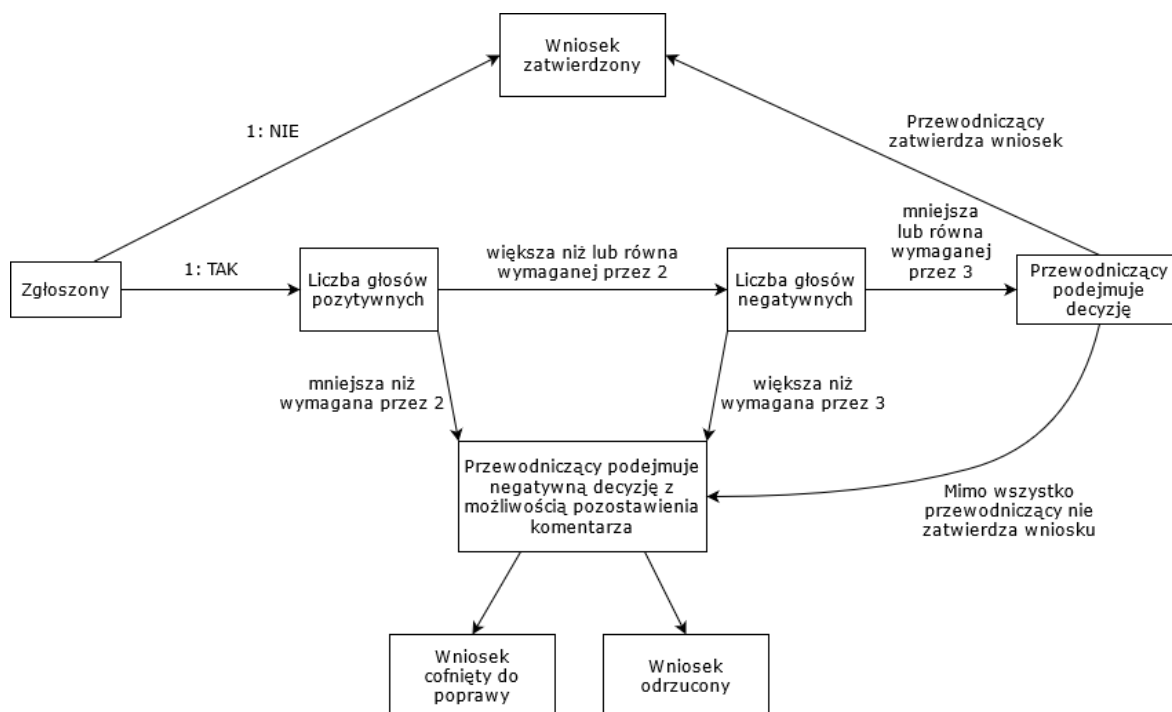 Wniosek
zatwierdzony
1: NIE
Przewodniczący
zatwierdza wniosek
Zgłoszony
1: TAK
Liczba głosów
pozytywnych
większa niż lub równa
wymaganej przez 2
Liczba głosów
negatywnych
mniejsza
lub równa
wymaganej
przez 3
Przewodniczący
podejmuje
decyzję
mniejsza niż
wymagana przez 2
większa niż
wymagana przez 3
Przewodniczący podejmuje
negatywną decyzję z
możliwością pozostawienia
komentarza
Mimo wszystko
przewodniczący nie
zatwierdza wniosku
Wniosek
cofnięty do
poprawy
Wniosek
odrzucony